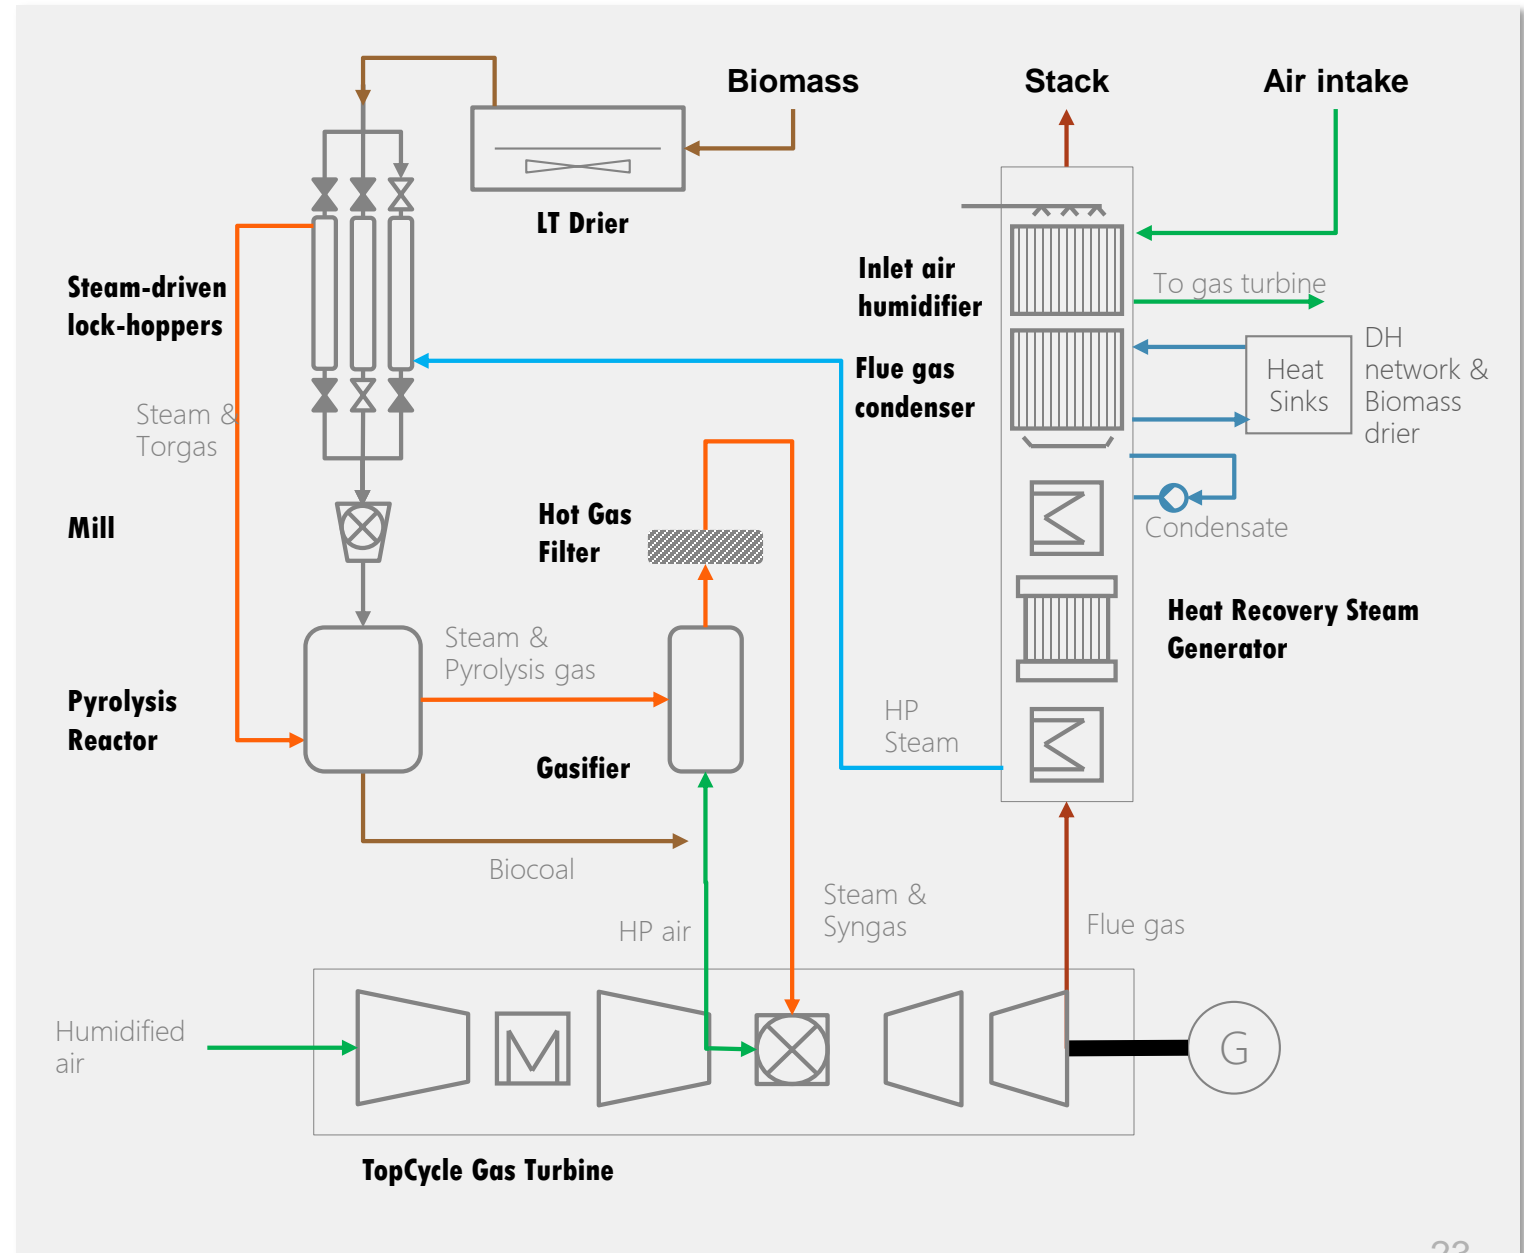 Biomass
Stack
Air intake
LT Drier
Steam-driven
lock-hoppers
Inlet air
humidifier
To gas turbine
Flue gas
condenser
Heat
Sinks
DH
network &
Biomass
drier
Steam &
Torgas
Mill
Hot Gas
Filter
Condensate
Heat Recovery Steam
Generator
Steam &
Pyrolysis gas
Pyrolysis
Reactor
Gasifier
HP
Steam
Biocoal
HP air
Steam &
Syngas
Flue gas
Humidified
air
G
TopCycle Gas Turbine
23